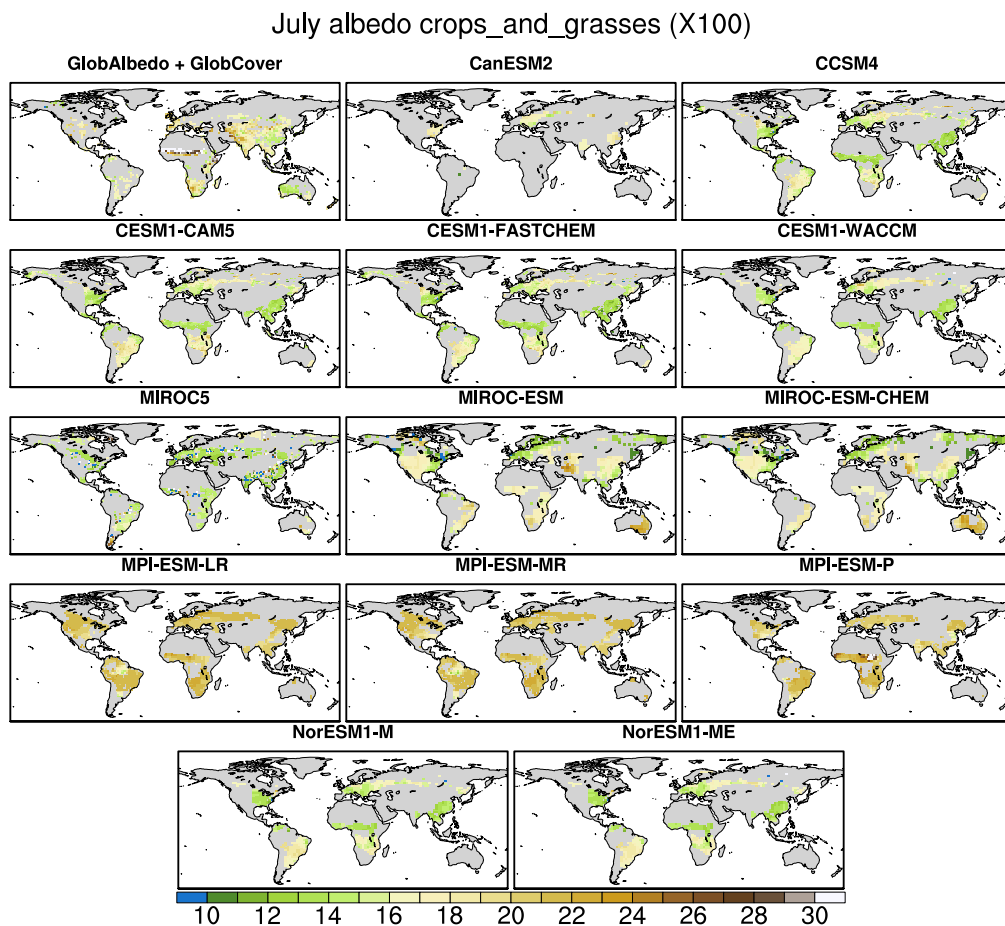 July albedo crops_and_grasses (X100)
GlobAlbedo + GlobCover CanESM2 CCSM4
CESM1-CAM5 CESM1-FASTCHEM CESM1-WACCM
MIROC5 MIROC-ESM MIROC-ESM-CHEM
MPI-ESM-LR MPI-ESM-MR MPI-ESM-P
NorESM1-M NorESM1-ME
10 12 14 16 18 20 22 24 26 28 30